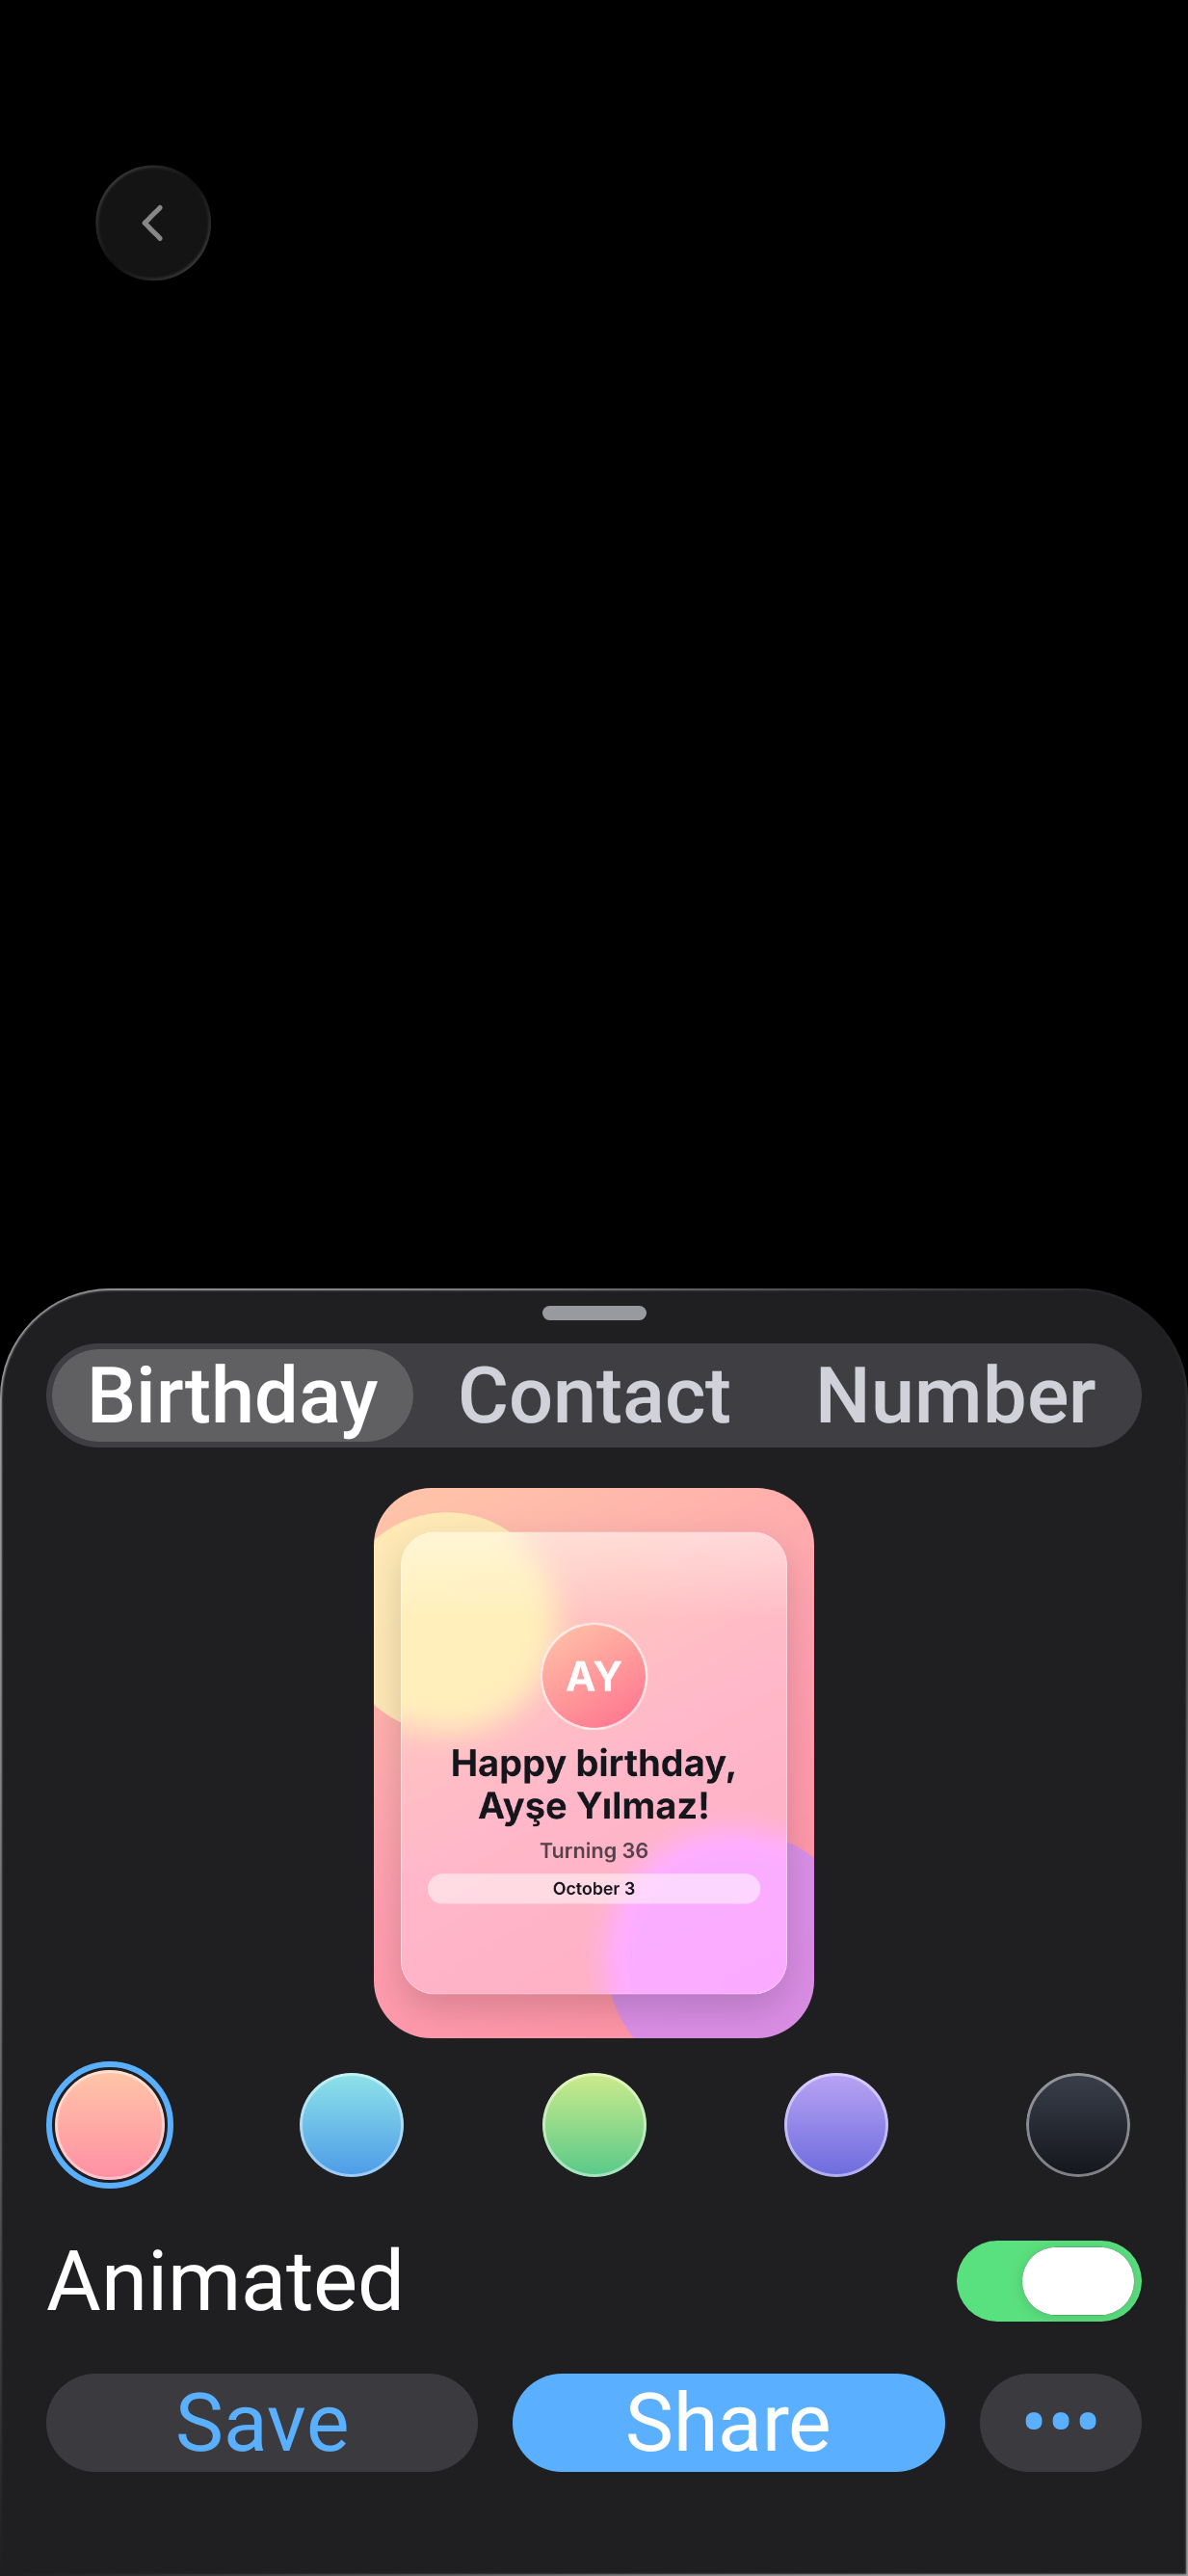 Birthday Contact Number
AY
Happy birthday,
Ayşe Yılmaz!
Turning 36
October 3
Animated
Save Share